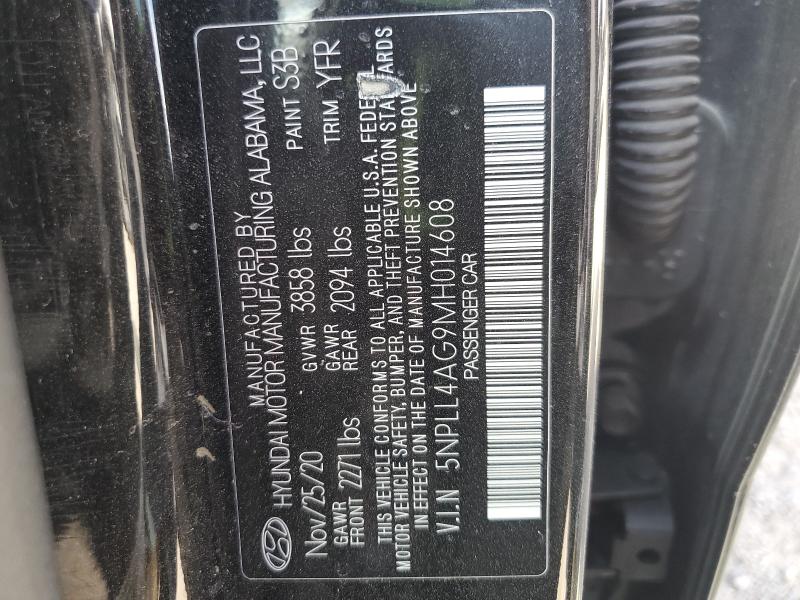 MANUFACTURED BY
HYUNDAI MOTOR MANUFACTURING ALABAMA, LLC
Nov/25/20 GVWR 3858 lbs PAINT S3B
GAWR FRONT 2271 lbs GAWR REAR 2094 lbs TRIM YFR
THIS VEHICLE CONFORMS TO ALL APPLICABLE U.S.A. FEDE
MOTOR VEHICLE SAFETY, BUMPER, AND THEFT PREVENTION STANDARDS
IN EFFECT ON THE DATE OF MANUFACTURE SHOWN ABOVE
V.I.N 5NPLL4AG9MH014608
PASSENGER CAR